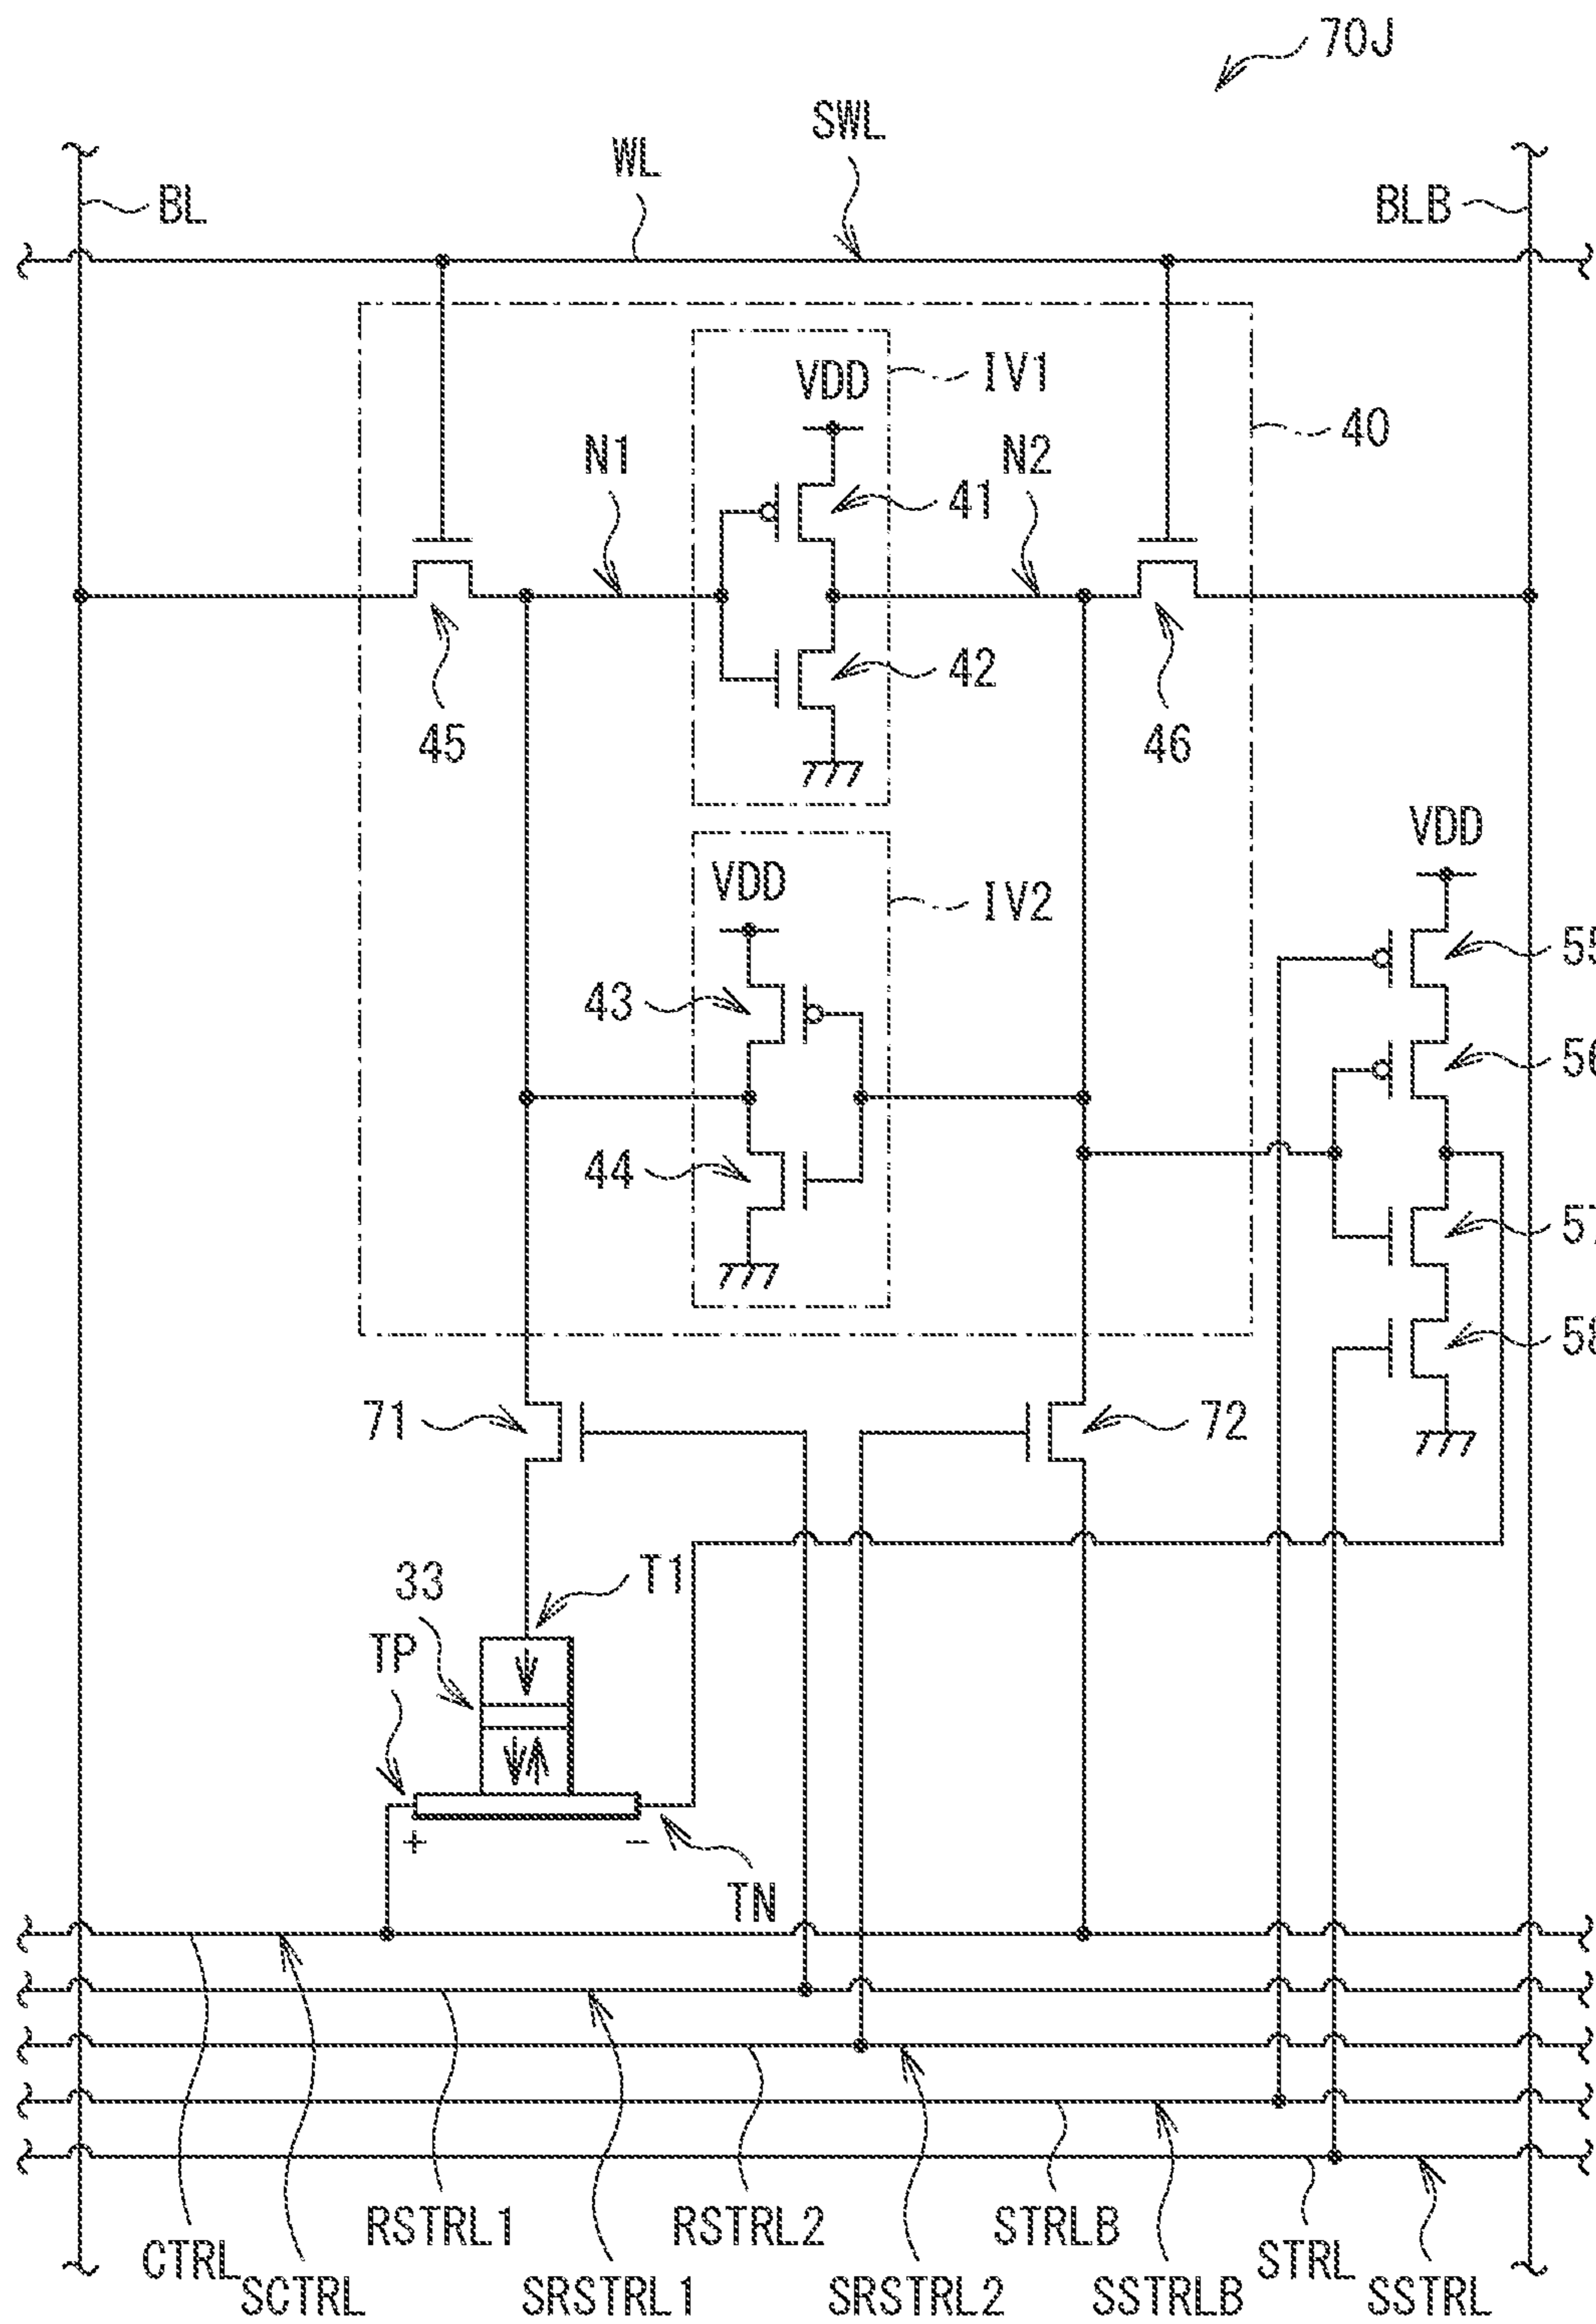 70J
SWL
WL
BL
BLB
VDD
IV1
40
N1
N2
41
42
45
46
VDD
VDD
IV2
55
43
56
44
57
58
71
72
T1
33
TP
+
−
TN
RSTRL1
RSTRL2
STRLB
CTRL
STRL
SCTRL
SRSTRL1
SRSTRL2
SSTRLB
SSTRL